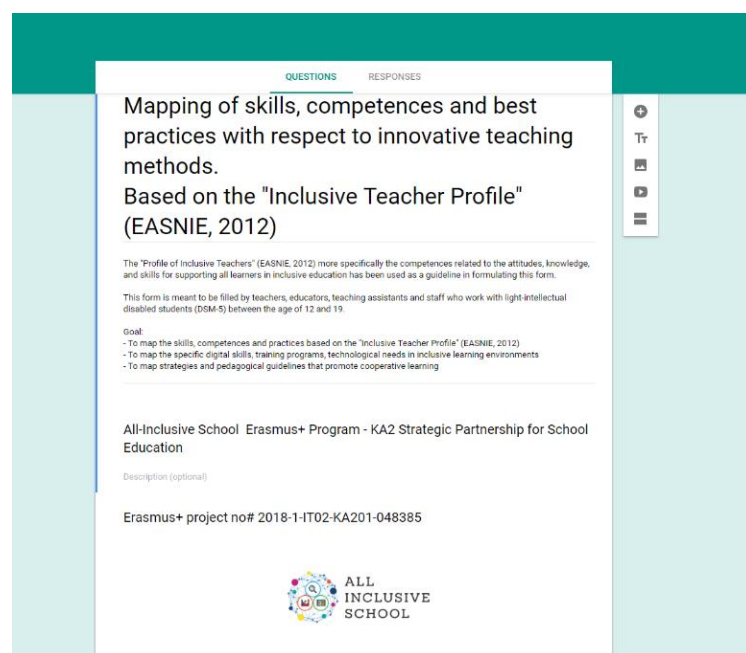 QUESTIONS RESPONSES
Mapping of skills, competences and best
practices with respect to innovative teaching
methods.
Based on the "Inclusive Teacher Profile"
(EASNIE, 2012)
The "Profile of Inclusive Teachers" (EASNIE, 2012) more specifically the competences related to the attitudes, knowledge,
and skills for supporting all learners in inclusive education has been used as a guideline in formulating this form.
This form is meant to be filled by teachers, educators, teaching assistants and staff who work with light-intellectual
disabled students (DSM-5) between the age of 12 and 19.
Goal:
- To map the skills, competences and practices based on the "Inclusive Teacher Profile" (EASNIE, 2012)
- To map the specific digital skills, training programs, technological needs in inclusive learning environments
- To map strategies and pedagogical guidelines that promote cooperative learning
All-Inclusive School Erasmus+ Program - KA2 Strategic Partnership for School
Education
Description (optional)
Erasmus+ project no# 2018-1-IT02-KA201-048385
ALL
INCLUSIVE
SCHOOL